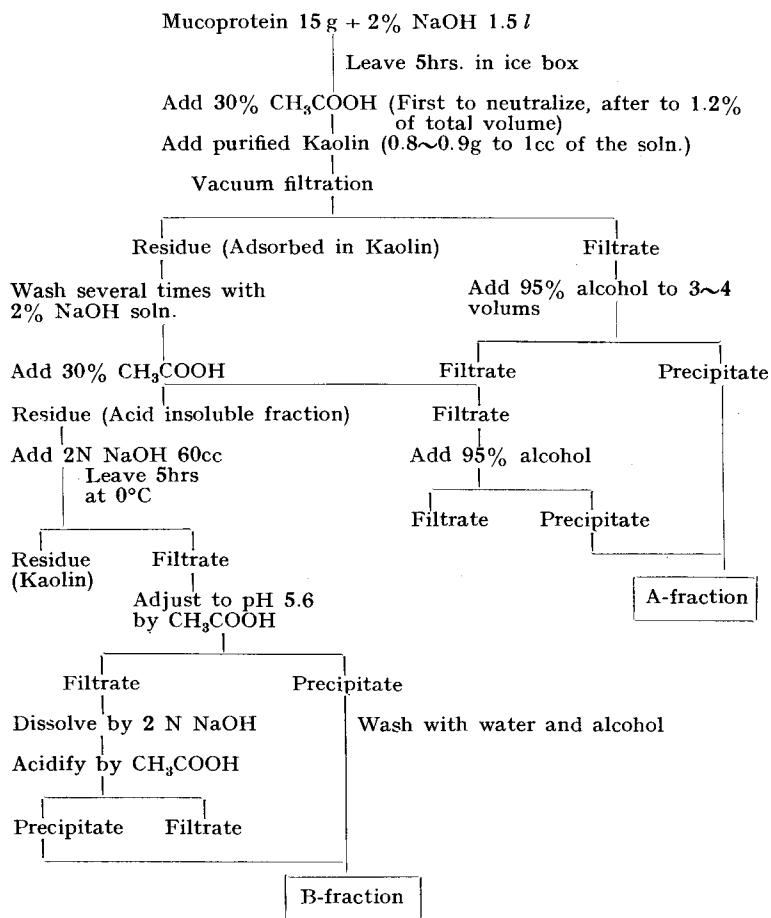 Mucoprotein 15 g + 2% NaOH 1.5 l
Leave 5hrs. in ice box
Add 30% CH₃COOH (First to neutralize, after to 1.2%
of total volume)
Add purified Kaolin (0.8~0.9g to 1cc of the soln.)
Vacuum filtration
Residue (Adsorbed in Kaolin)
Filtrate
Wash several times with
2% NaOH soln.
Add 95% alcohol to 3~4
volums
Add 30% CH₃COOH
Filtrate
Precipitate
Residue (Acid insoluble fraction)
Filtrate
Add 2N NaOH 60cc
Leave 5hrs
at 0°C
Add 95% alcohol
Filtrate
Precipitate
Residue
(Kaolin)
Filtrate
A-fraction
Adjust to pH 5.6
by CH₃COOH
Filtrate
Precipitate
Dissolve by 2 N NaOH
Wash with water and alcohol
Acidify by CH₃COOH
Precipitate
Filtrate
B-fraction